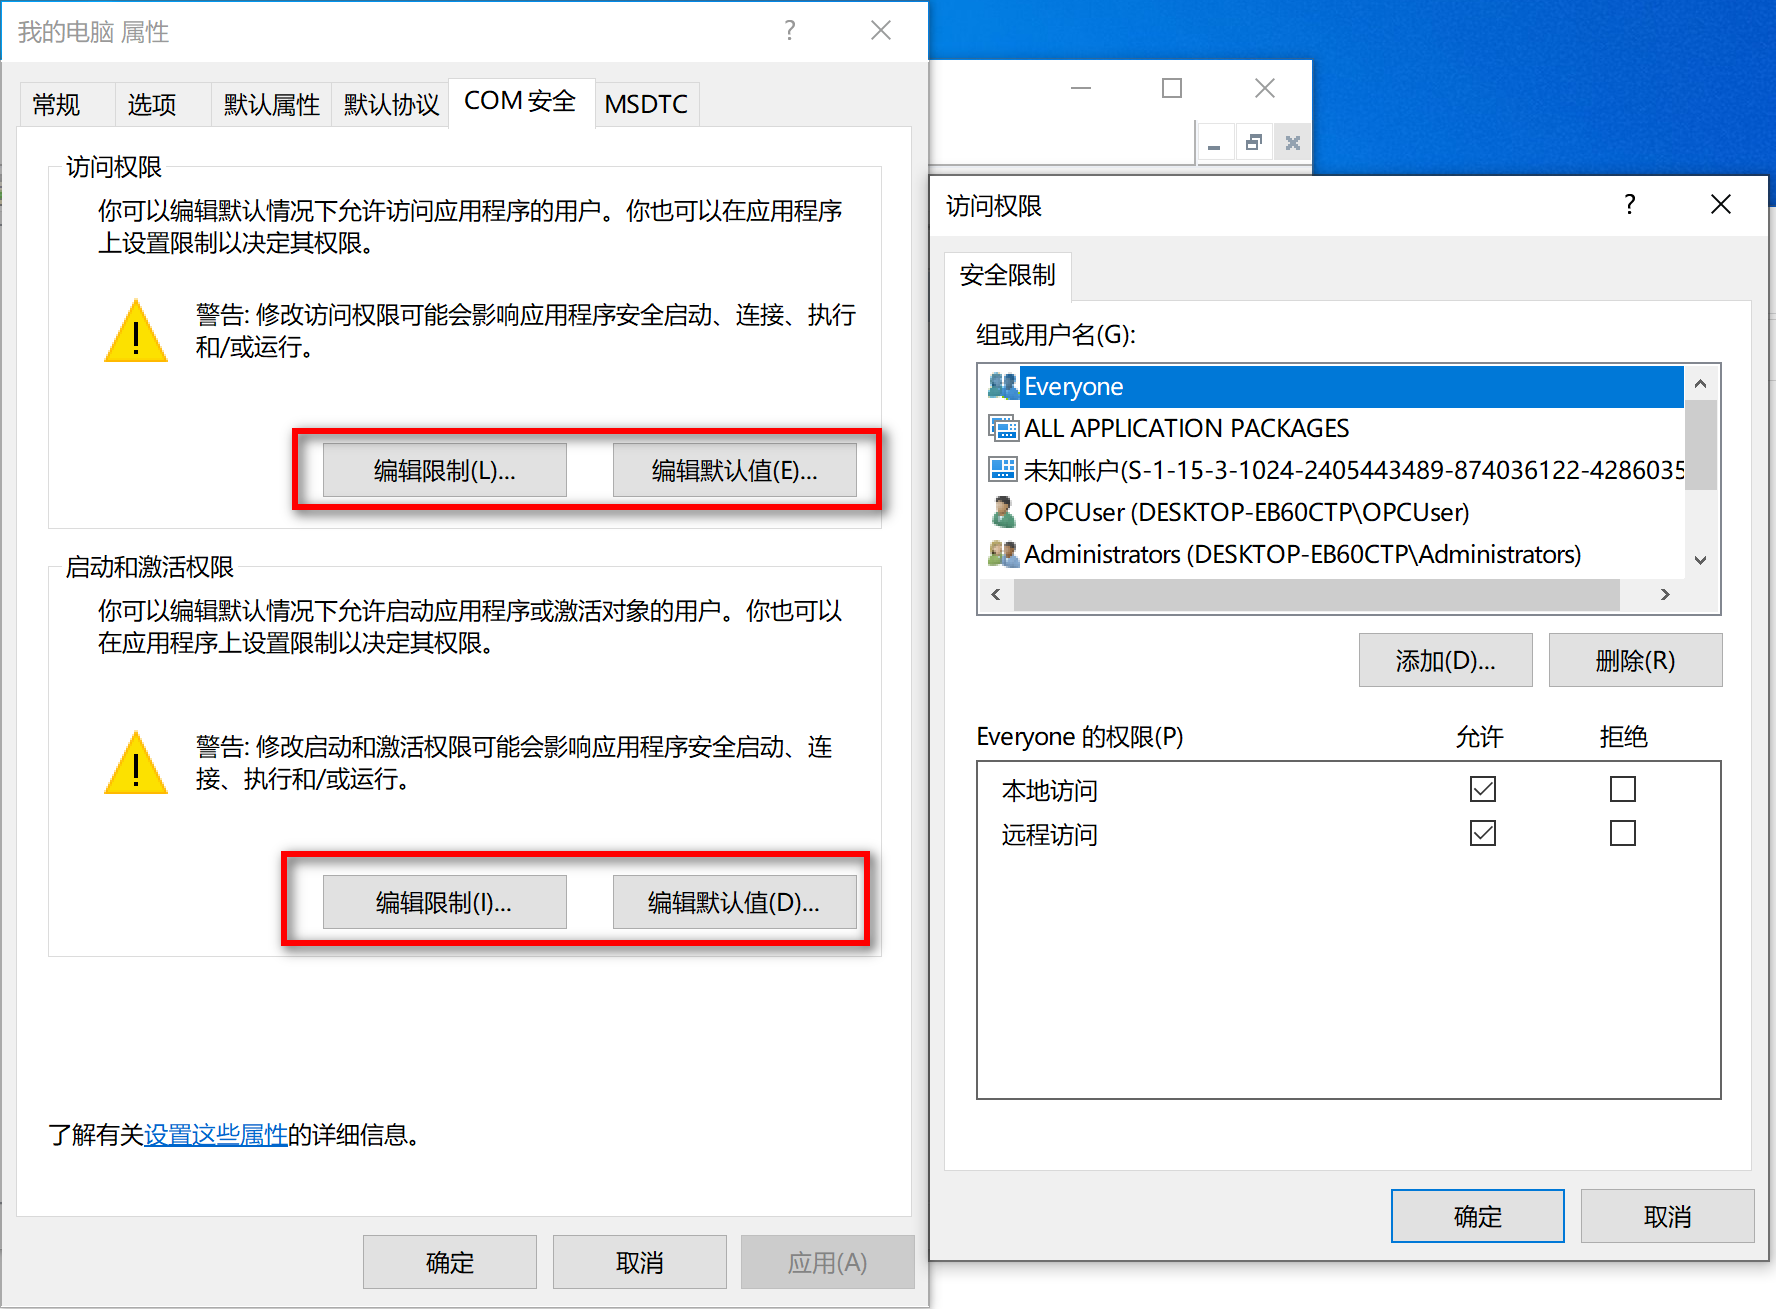 我的电脑 属性
常规
选项
默认属性
默认协议
COM 安全
MSDTC
访问权限
你可以编辑默认情况下允许访问应用程序的用户。你也可以在应用程序
上设置限制以决定其权限。
警告: 修改访问权限可能会影响应用程序安全启动、连接、执行
和/或运行。
编辑限制(L)...
编辑默认值(E)...
启动和激活权限
你可以编辑默认情况下允许启动应用程序或激活对象的用户。你也可以
在应用程序上设置限制以决定其权限。
警告: 修改启动和激活权限可能会影响应用程序安全启动、连
接、执行和/或运行。
编辑限制(I)...
编辑默认值(D)...
了解有关设置这些属性的详细信息。
确定
取消
应用(A)
访问权限
安全限制
组或用户名(G):
Everyone
ALL APPLICATION PACKAGES
未知帐户(S-1-15-3-1024-2405443489-874036122-4286035
OPCUser (DESKTOP-EB60CTP\OPCUser)
Administrators (DESKTOP-EB60CTP\Administrators)
添加(D)...
删除(R)
Everyone 的权限(P)
允许
拒绝
本地访问
远程访问
确定
取消